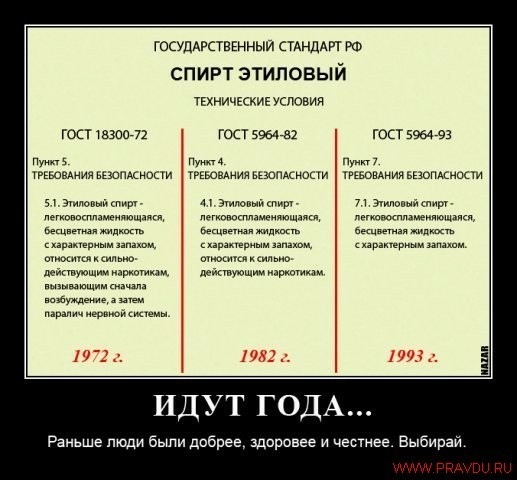 ГОСУДАРСТВЕННЫЙ СТАНДАРТ РФ
СПИРТ ЭТИЛОВЫЙ
ТЕХНИЧЕСКИЕ УСЛОВИЯ
ГОСТ 18300-72
Пункт 5.
ТРЕБОВАНИЯ БЕЗОПАСНОСТИ
5.1. Этиловый спирт -
легковоспламеняющаяся,
бесцветная жидкость
с характерным запахом,
относится к сильно-
действующим наркотикам,
вызывающим сначала
возбуждение, а затем
паралич нервной системы.
1972 г.
ГОСТ 5964-82
Пункт 4.
ТРЕБОВАНИЯ БЕЗОПАСНОСТИ
4.1. Этиловый спирт -
легковоспламеняющаяся,
бесцветная жидкость
с характерным запахом,
относится к сильно-
действующим наркотикам.
1982 г.
ГОСТ 5964-93
Пункт 7.
ТРЕБОВАНИЯ БЕЗОПАСНОСТИ
7.1. Этиловый спирт -
легковоспламеняющаяся,
бесцветная жидкость
с характерным запахом.
1993 г.
NAZAR
ИДУТ ГОДА...
Раньше люди были добрее, здоровее и честнее. Выбирай.
WWW.PRAVDU.RU